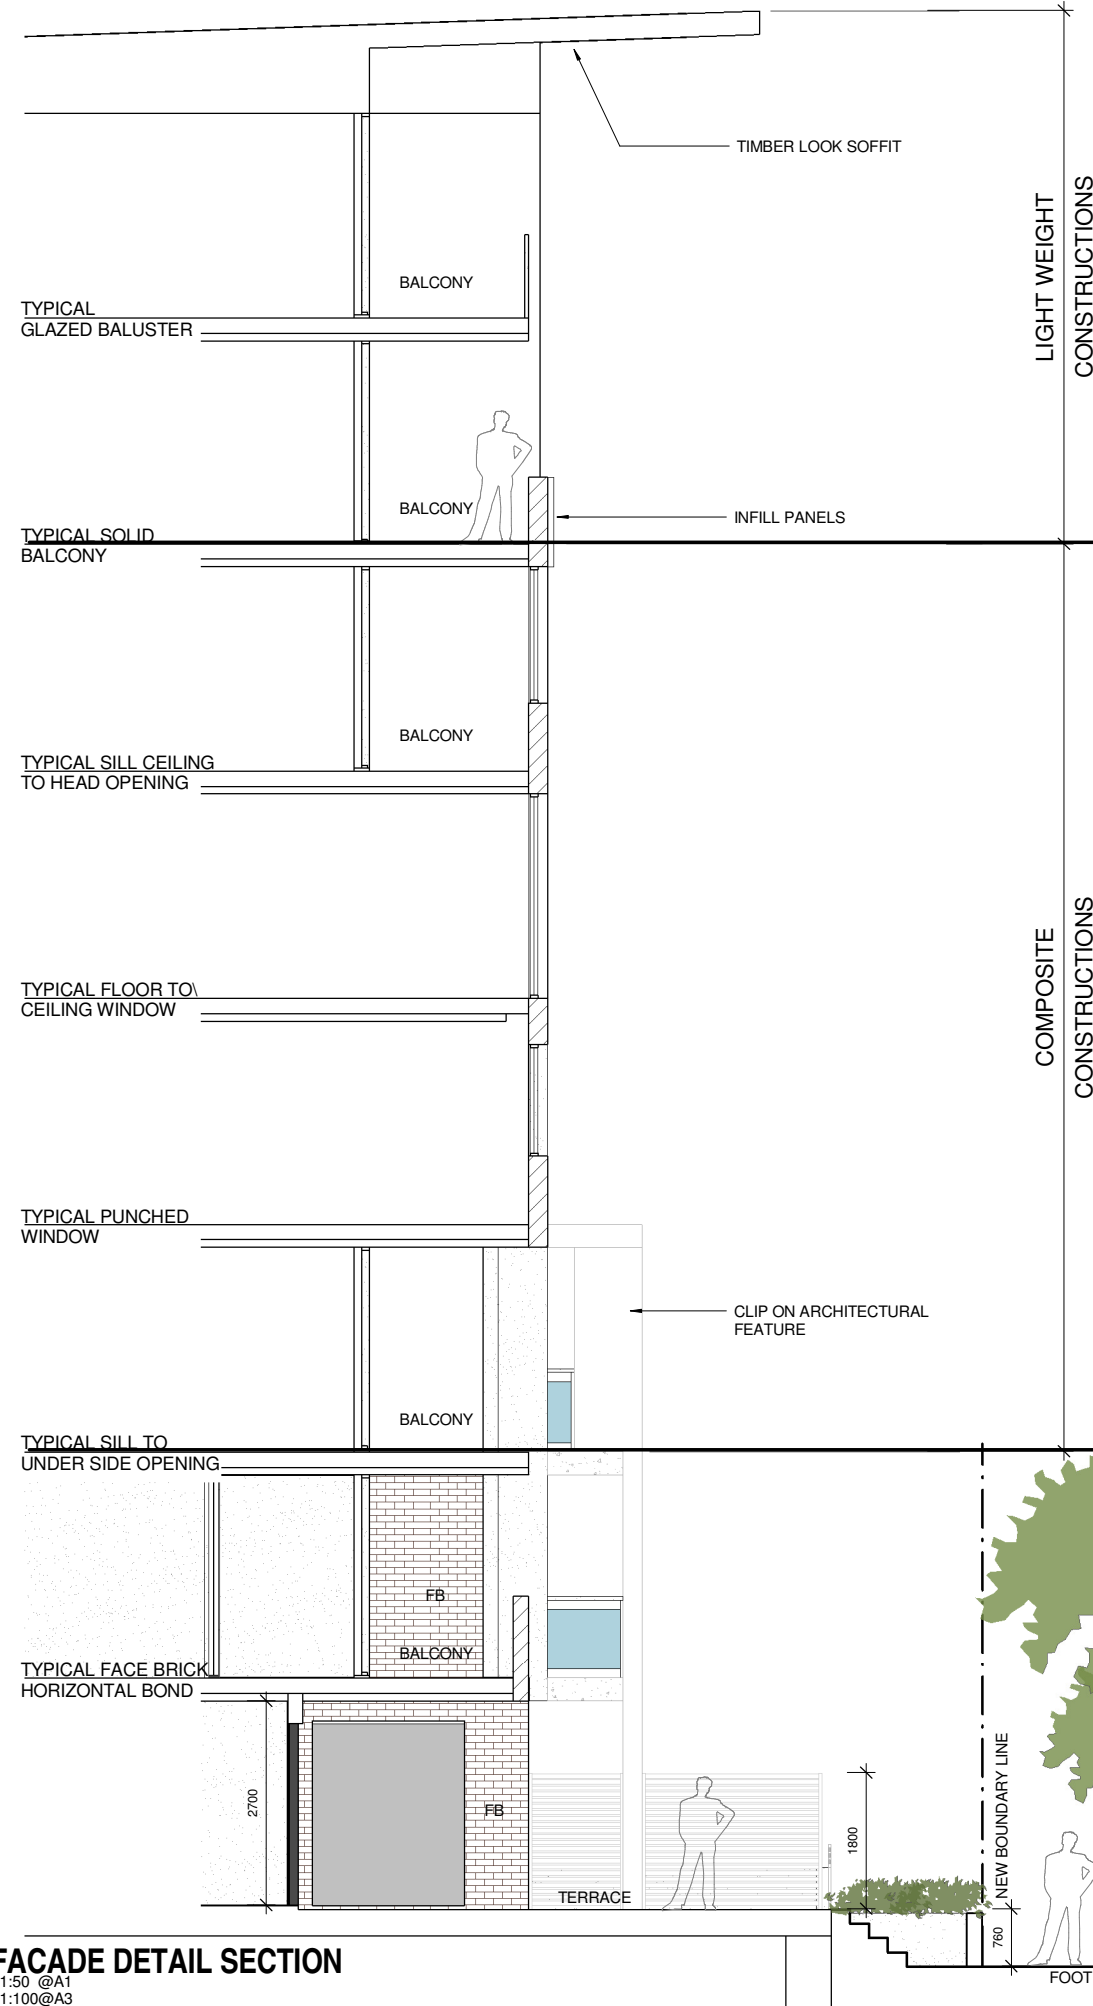 TIMBER LOOK SOFFIT
LIGHT WEIGHT
CONSTRUCTIONS
BALCONY
TYPICAL
GLAZED BALUSTER
BALCONY
INFILL PANELS
TYPICAL SOLID
BALCONY
BALCONY
TYPICAL SILL CEILING
TO HEAD OPENING
COMPOSITE
CONSTRUCTIONS
TYPICAL FLOOR TO\
CEILING WINDOW
TYPICAL PUNCHED
WINDOW
CLIP ON ARCHITECTURAL
FEATURE
BALCONY
TYPICAL SILL TO
UNDER SIDE OPENING
FB
BALCONY
TYPICAL FACE BRICK
HORIZONTAL BOND
2700
FB
1800
NEW BOUNDARY LINE
TERRACE
760
FOOT
FACADE DETAIL SECTION
1:50 @A1
1:100@A3